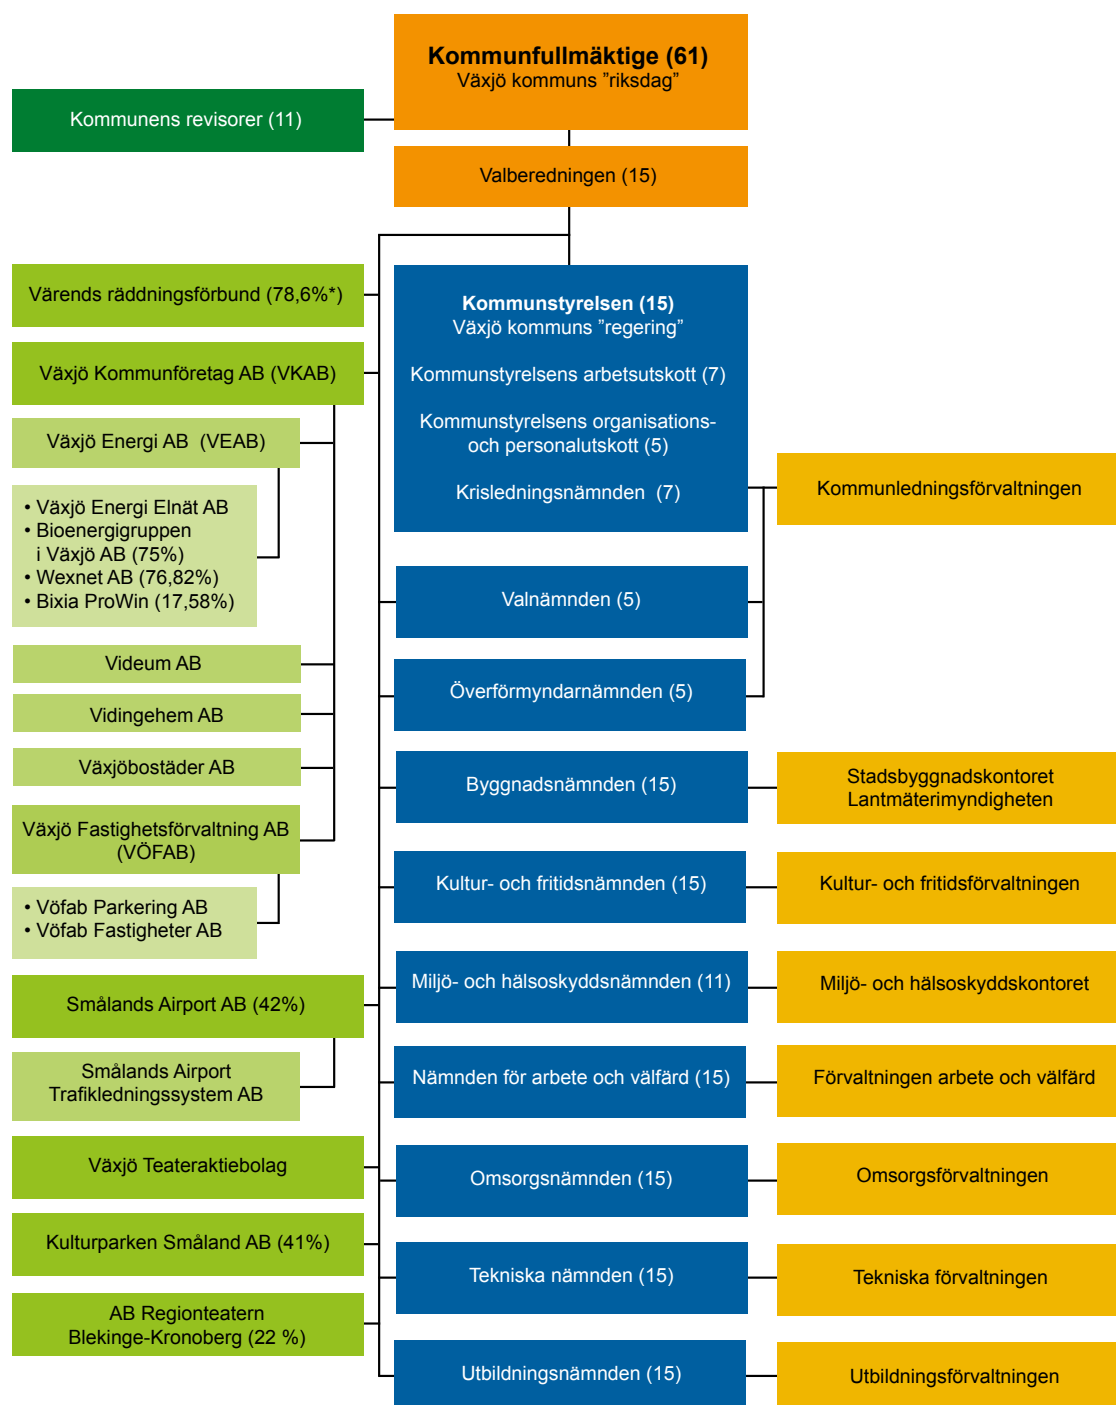 Kommunfullmäktige (61)
Växjö kommuns ”riksdag”
Kommunens revisorer (11)
Valberedningen (15)
Värends räddningsförbund (78,6%*)
Växjö Kommunföretag AB (VKAB)
Växjö Energi AB (VEAB)
• Växjö Energi Elnät AB
• Bioenergigruppen
i Växjö AB (75%)
• Wexnet AB (76,82%)
• Bixia ProWin (17,58%)
Videum AB
Vidingehem AB
Växjöbostäder AB
Växjö Fastighetsförvaltning AB
(VÖFAB)
• Vöfab Parkering AB
• Vöfab Fastigheter AB
Smålands Airport AB (42%)
Smålands Airport
Trafikledningssystem AB
Växjö Teateraktiebolag
Kulturparken Småland AB (41%)
AB Regionteatern
Blekinge-Kronoberg (22 %)
Kommunstyrelsen (15)
Växjö kommuns ”regering”
Kommunstyrelsens arbetsutskott (7)
Kommunstyrelsens organisations-
och personalutskott (5)
Krisledningsnämnden (7)
Kommunledningsförvaltningen
Valnämnden (5)
Överförmyndarnämnden (5)
Byggnadsnämnden (15)
Stadsbyggnadskontoret
Lantmäterimyndigheten
Kultur- och fritidsnämnden (15)
Kultur- och fritidsförvaltningen
Miljö- och hälsoskyddsnämnden (11)
Miljö- och hälsoskyddskontoret
Nämnden för arbete och välfärd (15)
Förvaltningen arbete och välfärd
Omsorgsnämnden (15)
Omsorgsförvaltningen
Tekniska nämnden (15)
Tekniska förvaltningen
Utbildningsnämnden (15)
Utbildningsförvaltningen